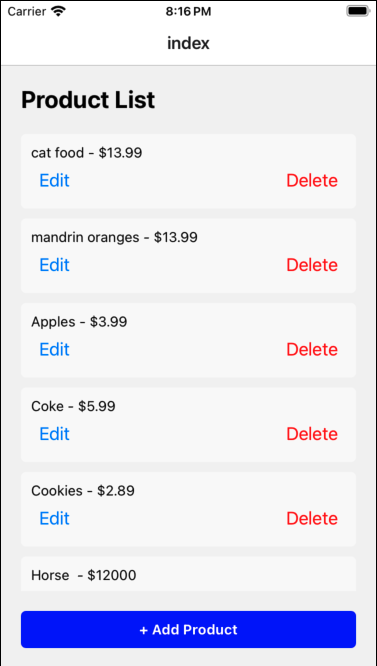 Carrier 8:16 PM
index
Product List
cat food - $13.99
Edit Delete
mandrin oranges - $13.99
Edit Delete
Apples - $3.99
Edit Delete
Coke - $5.99
Edit Delete
Cookies - $2.89
Edit Delete
Horse  - $12000
+ Add Product